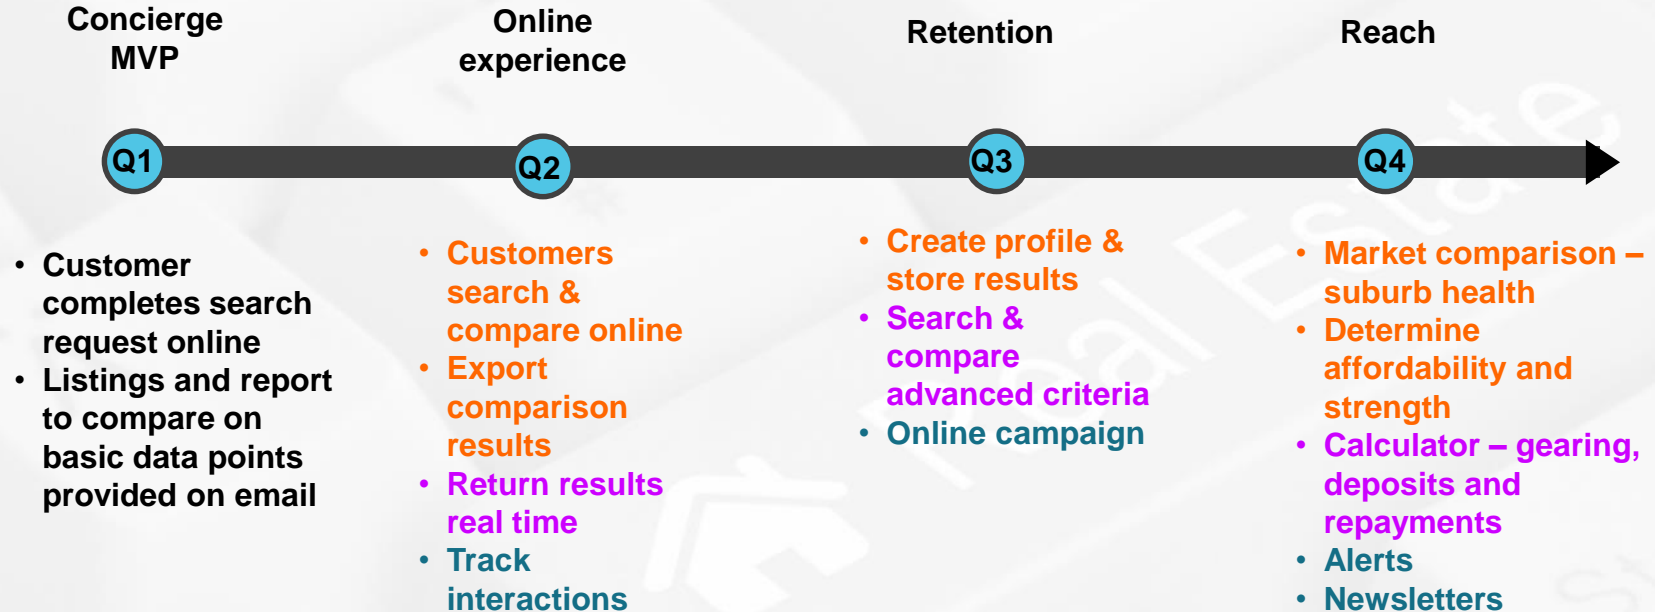 Concierge
MVP
Online
experience
Retention
Reach
Q1
Q2
Q3
Q4
• Customer
completes search
request online
• Listings and report
to compare on
basic data points
provided on email
• Customers
search &
compare online
• Export
comparison
results
• Return results
real time
• Track
interactions
• Create profile &
store results
• Search &
compare
advanced criteria
• Online campaign
• Market comparison –
suburb health
• Determine
affordability and
strength
• Calculator – gearing,
deposits and
repayments
• Alerts
• Newsletters
Real Estate